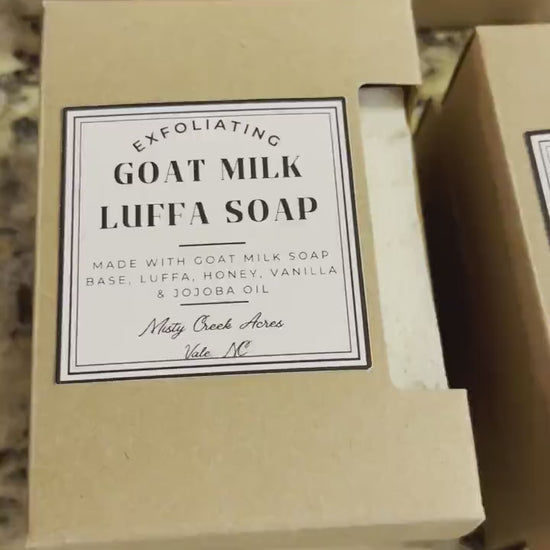 EXFOLIATING
GOAT MILK
LUFFA SOAP
MADE WITH GOAT MILK SOAP
BASE, LUFFA, HONEY, VANILLA
& JOJOBA OIL
Misty Creek Acres
Vale, NC